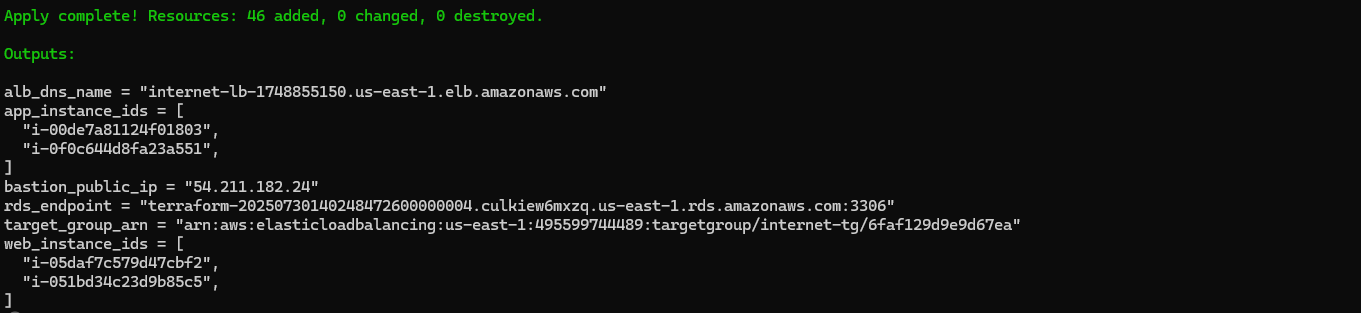 Apply complete! Resources: 46 added, 0 changed, 0 destroyed.
Outputs:
alb_dns_name = "internet-lb-1748855150.us-east-1.elb.amazonaws.com"
app_instance_ids = [
  "i-00de7a81124f01803",
  "i-0f0c644d8fa23a551",
]
bastion_public_ip = "54.211.182.24"
rds_endpoint = "terraform-20250730140248472600000004.culkiew6mxzq.us-east-1.rds.amazonaws.com:3306"
target_group_arn = "arn:aws:elasticloadbalancing:us-east-1:495599744489:targetgroup/internet-tg/6faf129d9e9d67ea"
web_instance_ids = [
  "i-05daf7c579d47cbf2",
  "i-051bd34c23d9b85c5",
]